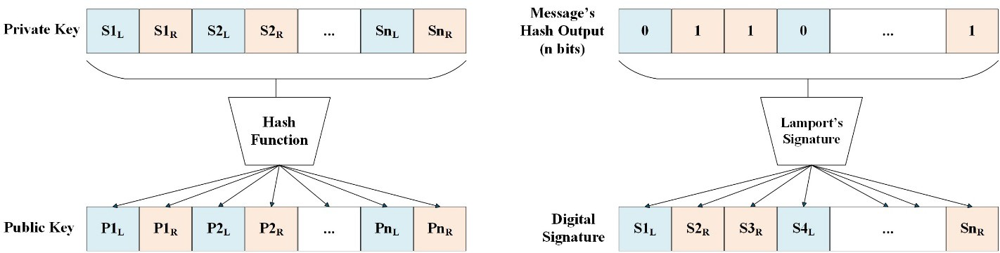 Private Key S1L S1R S2L S2R ... SnL SnR
Hash
Function
Public Key P1L P1R P2L P2R ... PnL PnR
Message's
Hash Output
(n bits)
0 1 1 0 ... 1
Lamport's
Signature
Digital
Signature
S1L S2R S3R S4L ... SnR